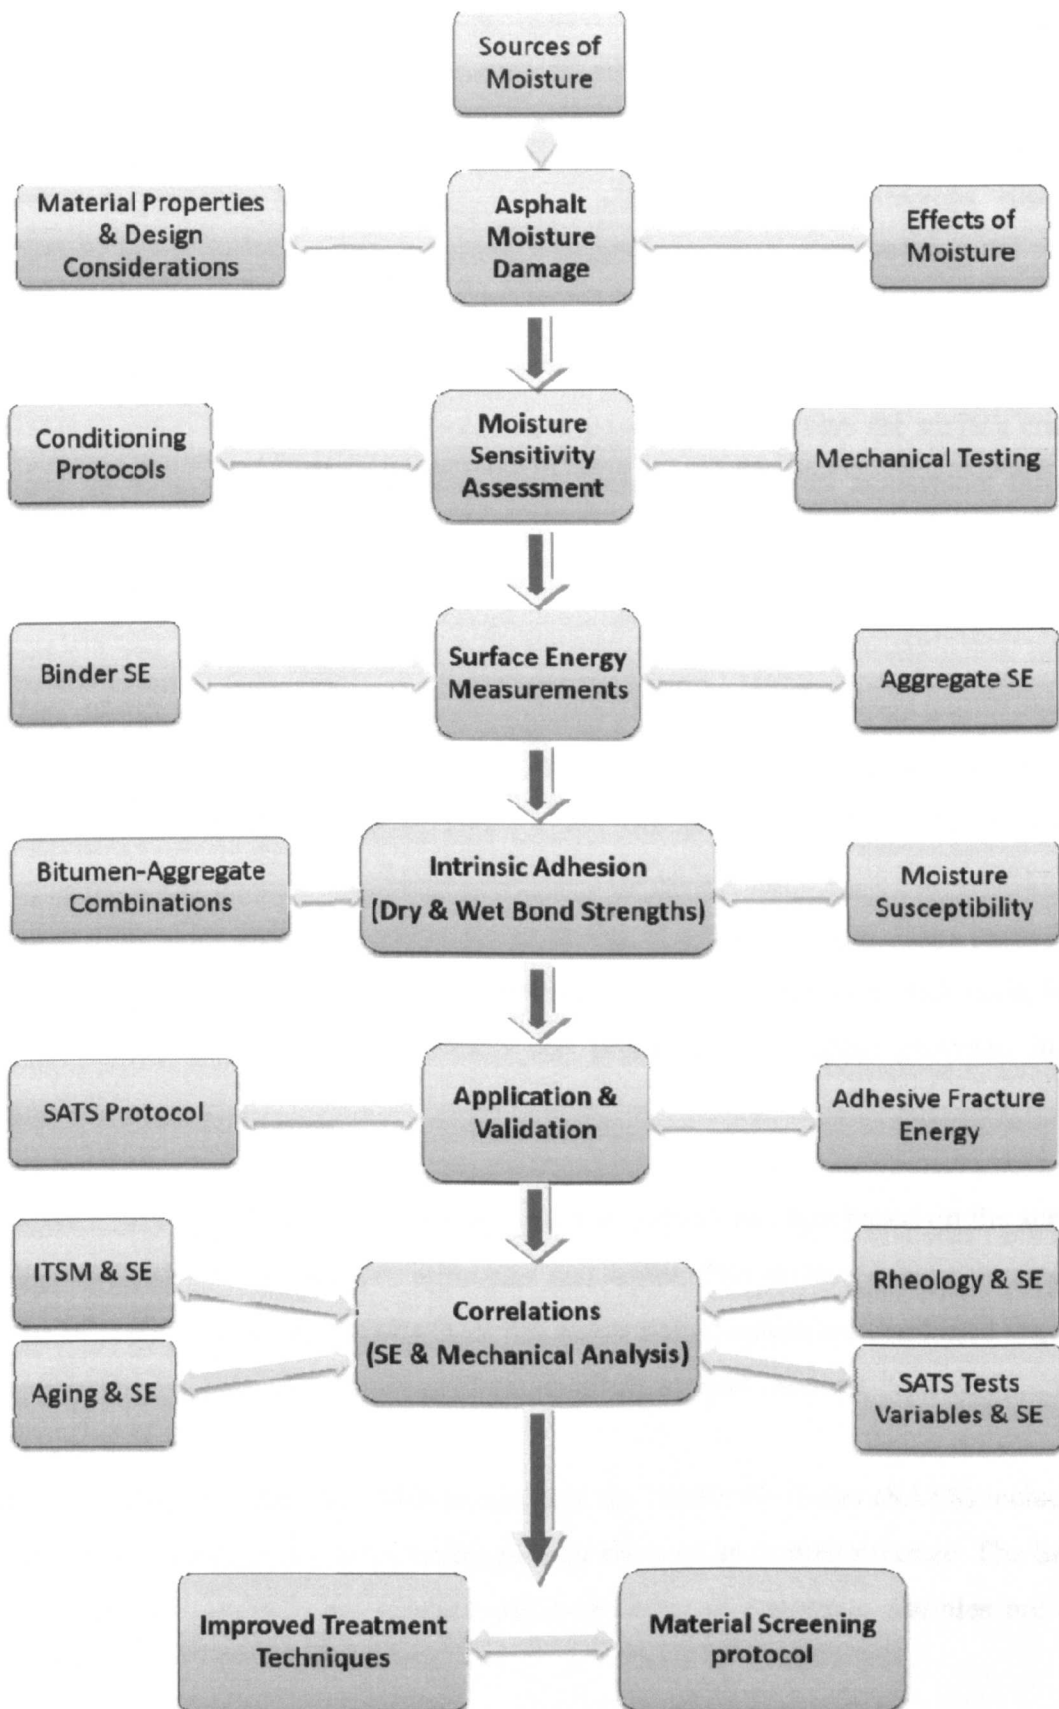 Sources of
Moisture
Material Properties
& Design
Considerations
Asphalt
Moisture
Damage
Effects of
Moisture
Conditioning
Protocols
Moisture
Sensitivity
Assessment
Mechanical Testing
Binder SE
Surface Energy
Measurements
Aggregate SE
Bitumen-Aggregate
Combinations
Intrinsic Adhesion
(Dry & Wet Bond Strengths)
Moisture
Susceptibility
SATS Protocol
Application &
Validation
Adhesive Fracture
Energy
ITSM & SE
Aging & SE
Correlations
(SE & Mechanical Analysis)
Rheology & SE
SATS Tests
Variables & SE
Improved Treatment
Techniques
Material Screening
protocol